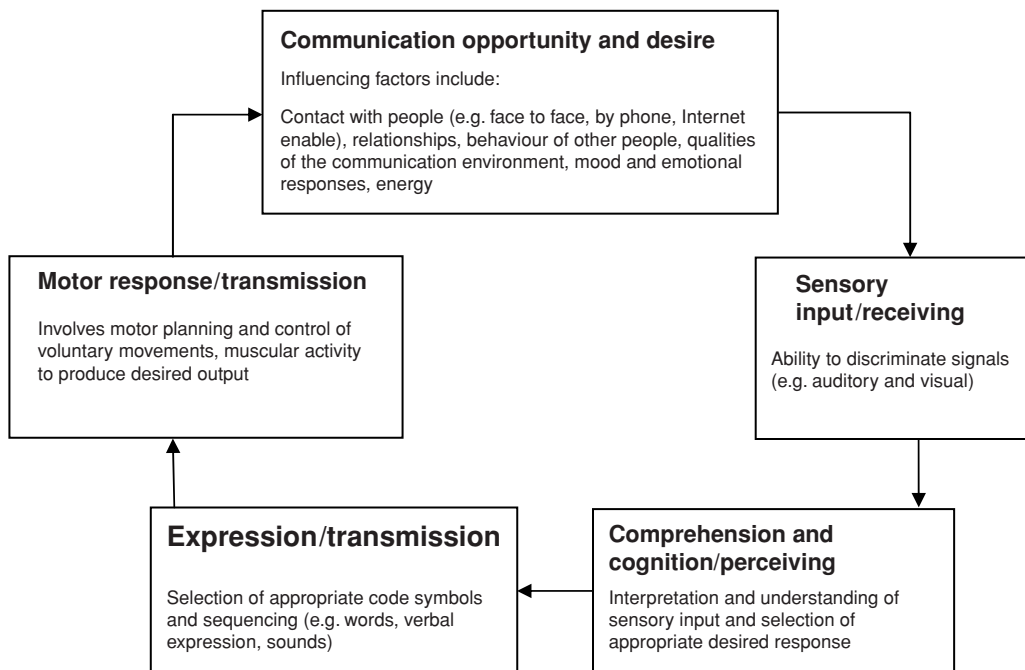 Communication opportunity and desire
Influencing factors include:
Contact with people (e.g. face to face, by phone, Internet
enable), relationships, behaviour of other people, qualities
of the communication environment, mood and emotional
responses, energy
Sensory
input/receiving
Ability to discriminate signals
(e.g. auditory and visual)
Comprehension and
cognition/perceiving
Interpretation and understanding of
sensory input and selection of
appropriate desired response
Expression/transmission
Selection of appropriate code symbols
and sequencing (e.g. words, verbal
expression, sounds)
Motor response/transmission
Involves motor planning and control of
voluntary movements, muscular activity
to produce desired output